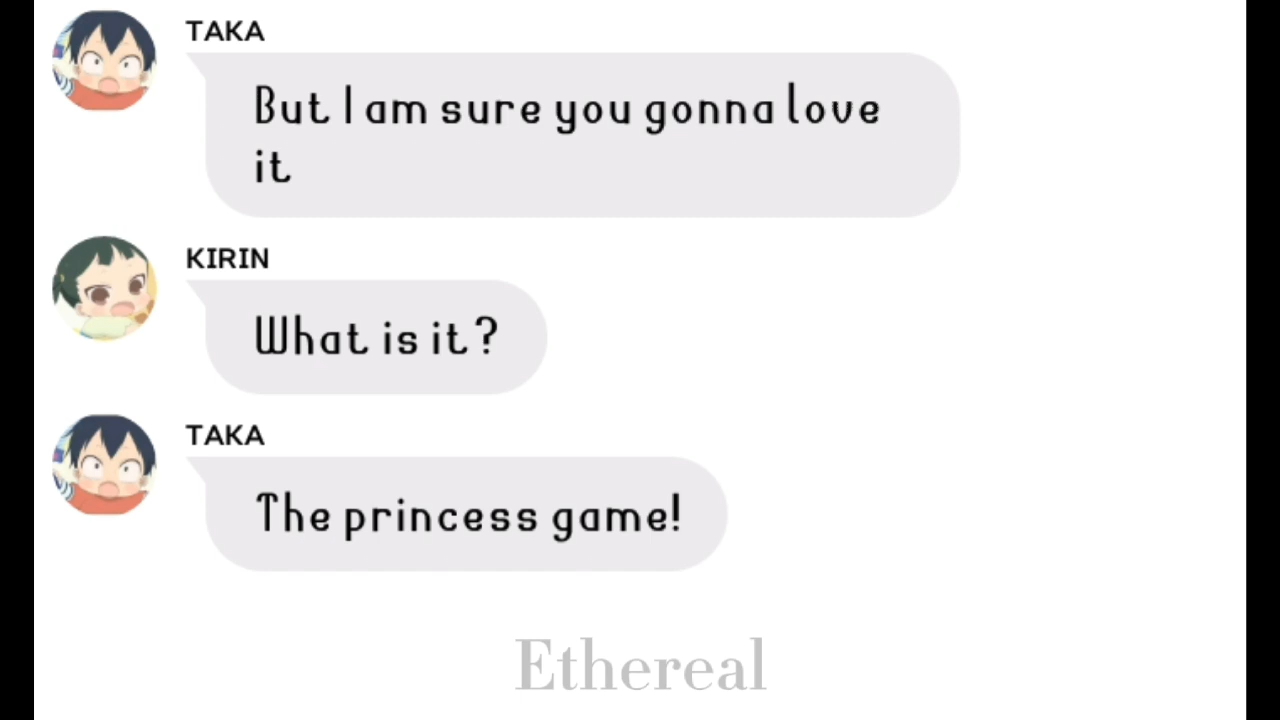 TAKA
But I am sure you gonna love
it
KIRIN
What is it?
TAKA
The princess game!
Ethereal